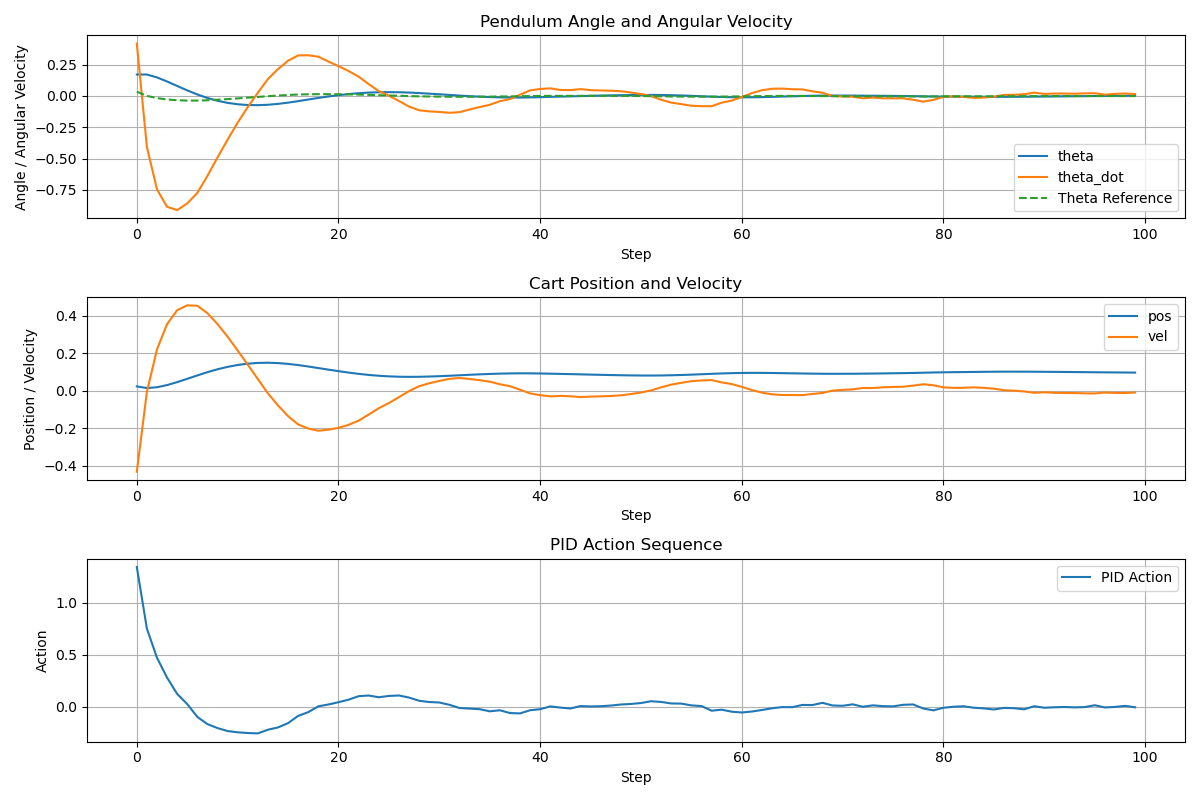 Pendulum Angle and Angular Velocity
Angle / Angular Velocity
0.25
0.00
−0.25
−0.50
−0.75
theta
theta_dot
Theta Reference
0 20 40 60 80 100
Step
Cart Position and Velocity
Position / Velocity
0.4
0.2
0.0
−0.2
−0.4
pos
vel
0 20 40 60 80 100
Step
PID Action Sequence
Action
1.0
0.5
0.0
PID Action
0 20 40 60 80 100
Step